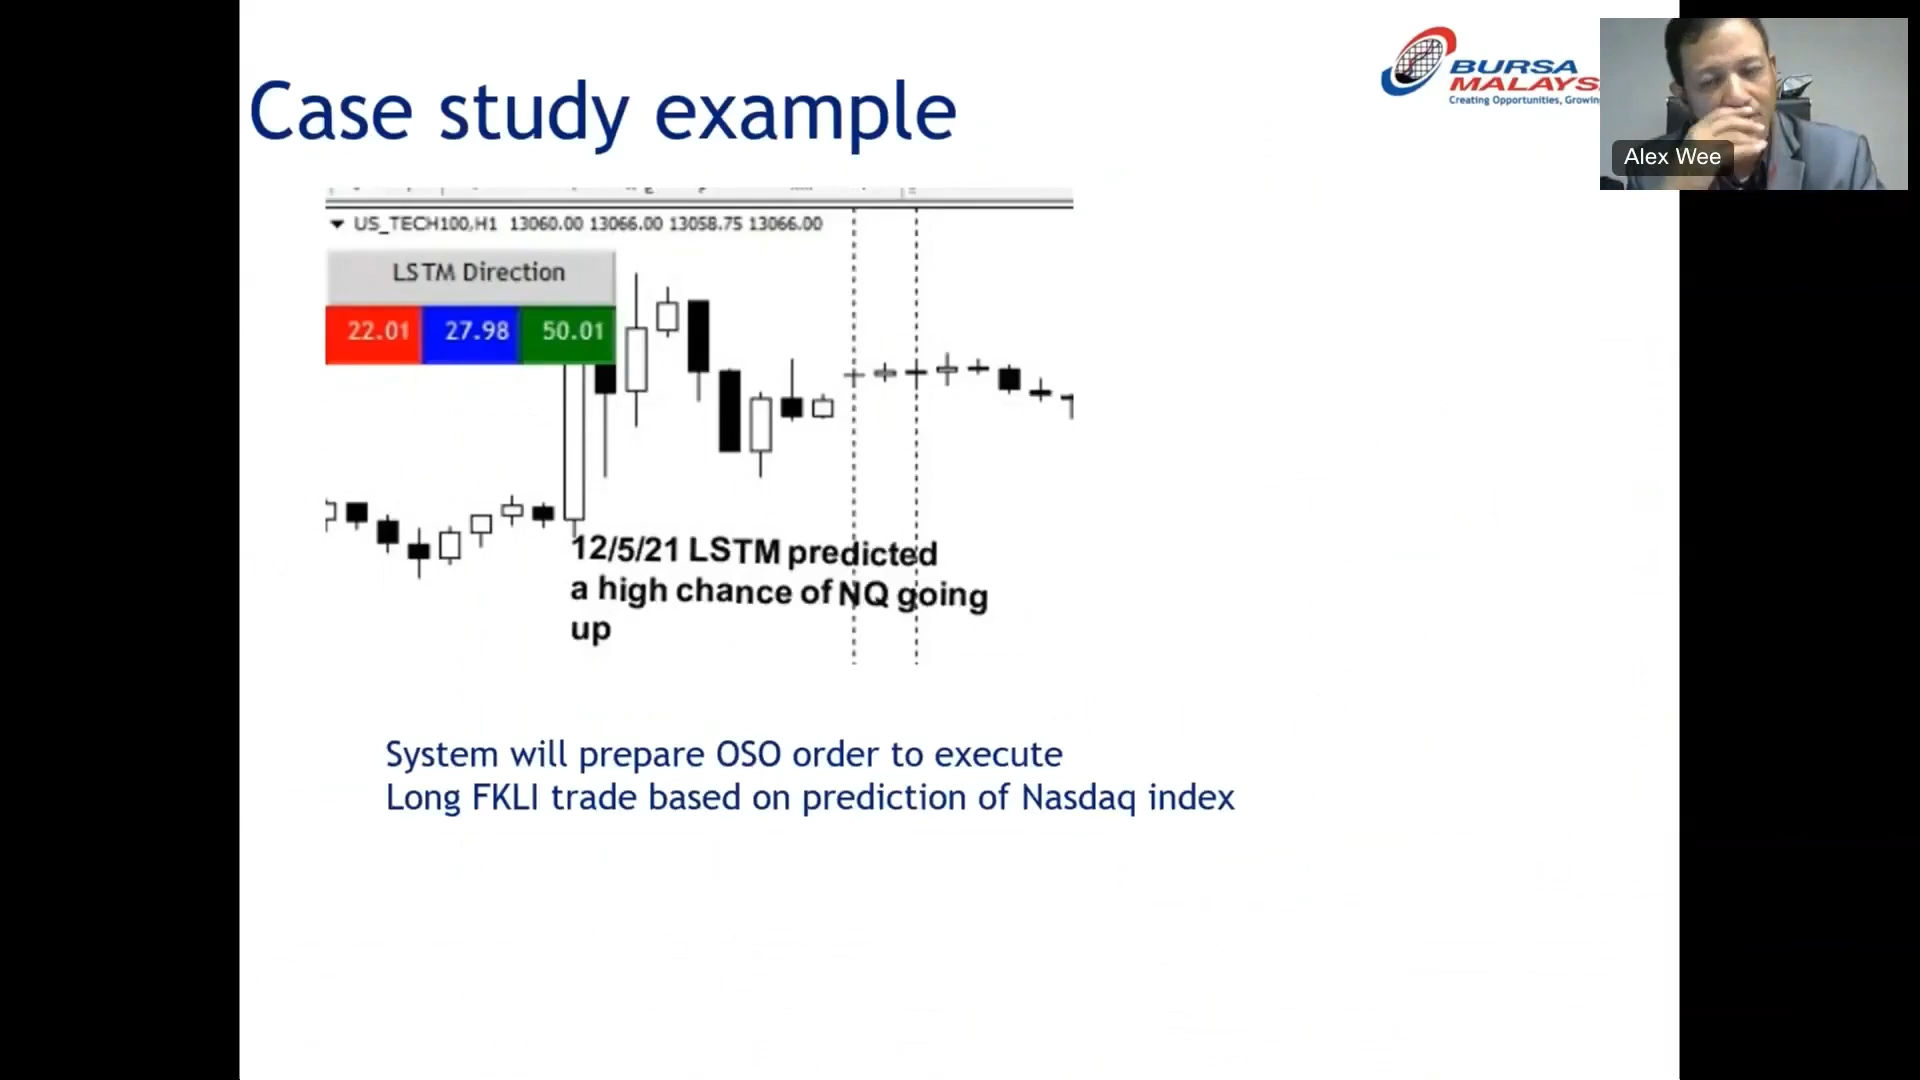 Case study example
BURSA
MALAYS
Creating Opportunities, Growin
Alex Wee
US_TECH100,H1 13060.00 13066.00 13058.75 13066.00
LSTM Direction
22.01 27.98 50.01
12/5/21 LSTM predicted
a high chance of NQ going
up
System will prepare OSO order to execute
Long FKLI trade based on prediction of Nasdaq index